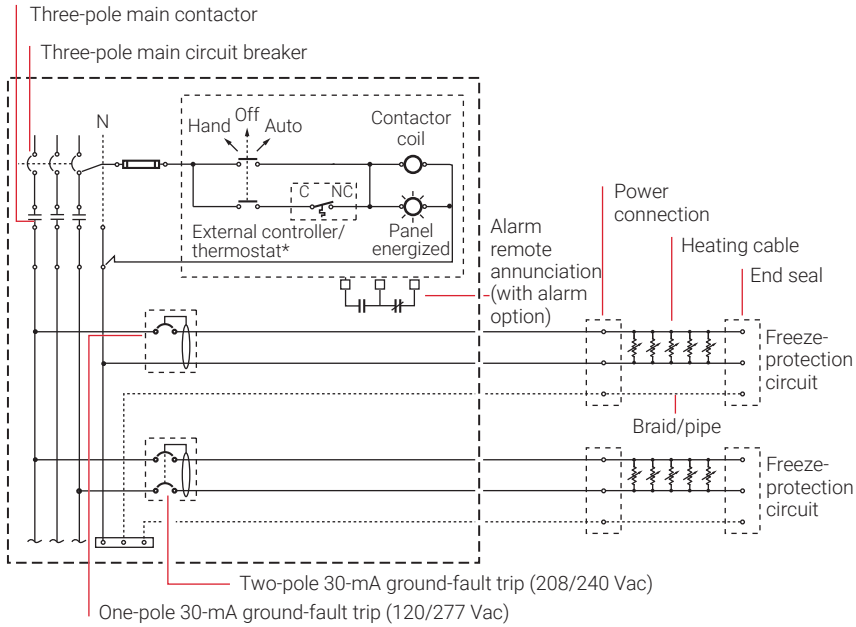 Three-pole main contactor
Three-pole main circuit breaker
N
Hand
Off
Auto
Contactor
coil
C
NC
External controller/
thermostat*
Panel
energized
Alarm
remote
annunciation
(with alarm
option)
Power
connection
Heating cable
End seal
Freeze-
protection
circuit
Braid/pipe
Freeze-
protection
circuit
Two-pole 30-mA ground-fault trip (208/240 Vac)
One-pole 30-mA ground-fault trip (120/277 Vac)